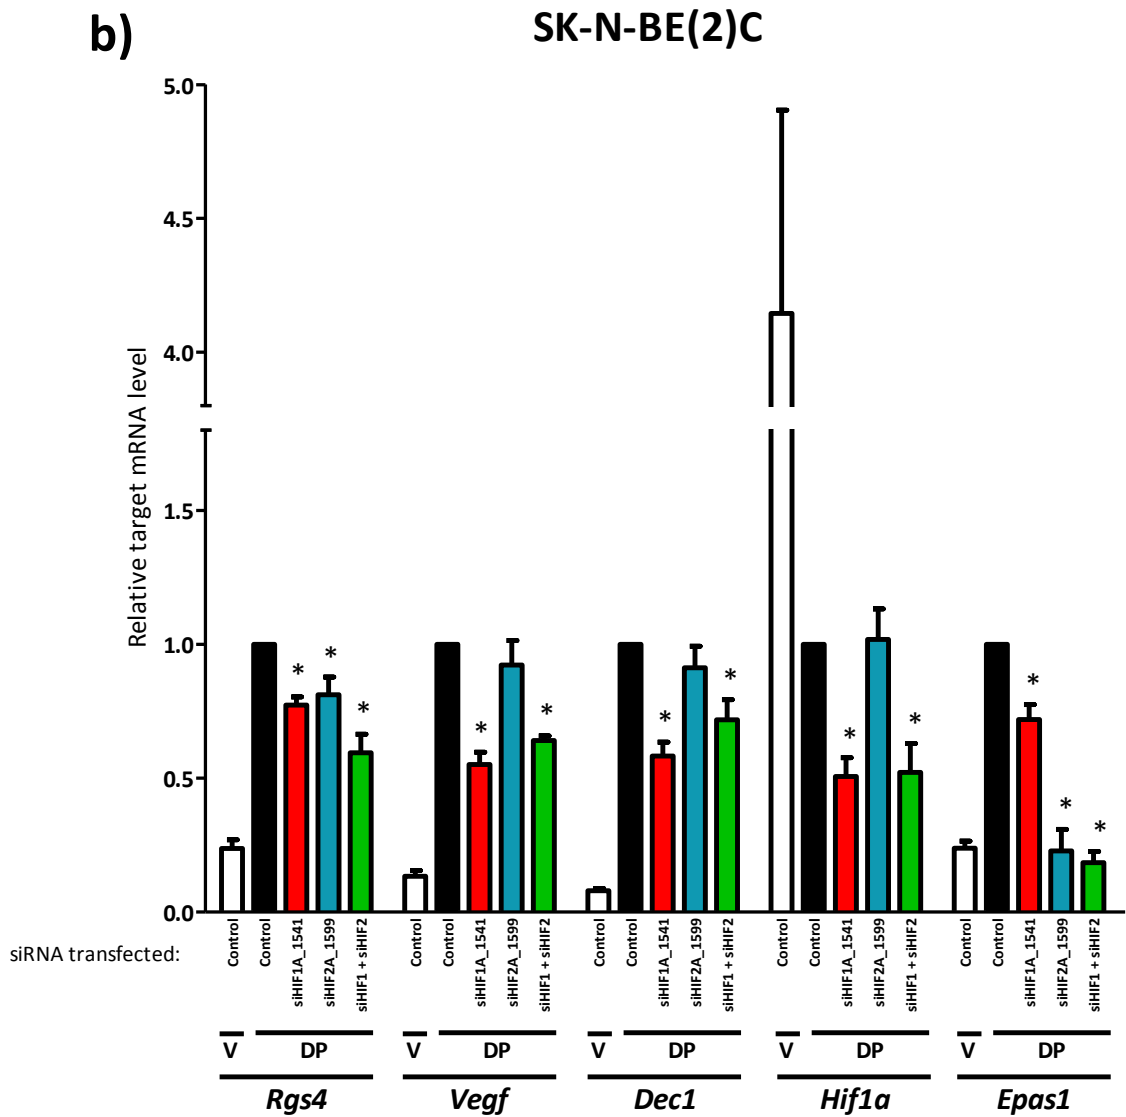 b)
SK-N-BE(2)C
Relative target mRNA level
5.0
4.5
4.0
1.5
1.0
0.5
0.0
* * *
* *
* *
* *
* * *
siRNA transfected:
Control
Control
siHIF1A_1541
siHIF2A_1599
siHIF1 + siHIF2
Control
Control
siHIF1A_1541
siHIF2A_1599
siHIF1 + siHIF2
Control
Control
siHIF1A_1541
siHIF2A_1599
siHIF1 + siHIF2
Control
Control
siHIF1A_1541
siHIF2A_1599
siHIF1 + siHIF2
Control
Control
siHIF1A_1541
siHIF2A_1599
siHIF1 + siHIF2
V DP V DP V DP V DP V DP
Rgs4 Vegf Dec1 Hif1a Epas1